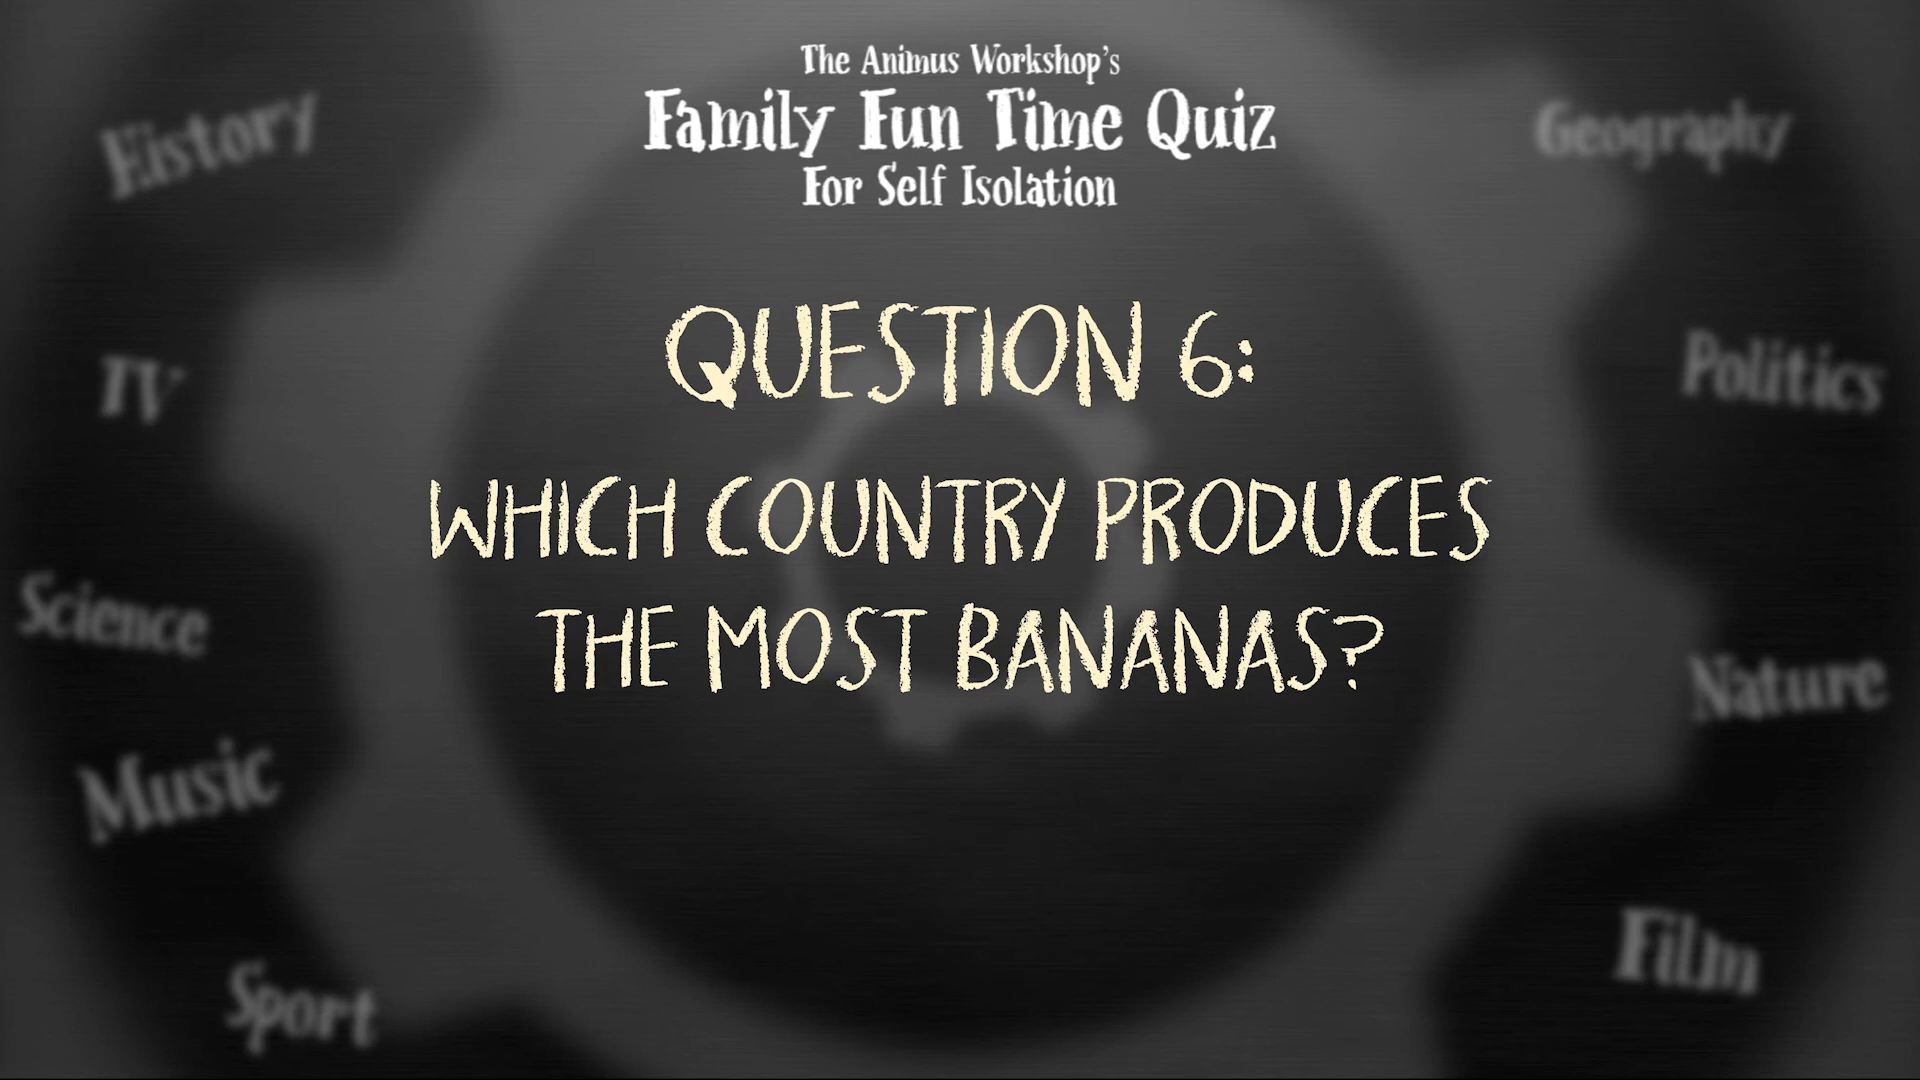 The Animus Workshop's
Family Fun Time Quiz
For Self Isolation
History
Geography
QUESTION 6:
TV
Politics
WHICH COUNTRY PRODUCES
THE MOST BANANAS?
Science
Nature
Music
Film
Sport